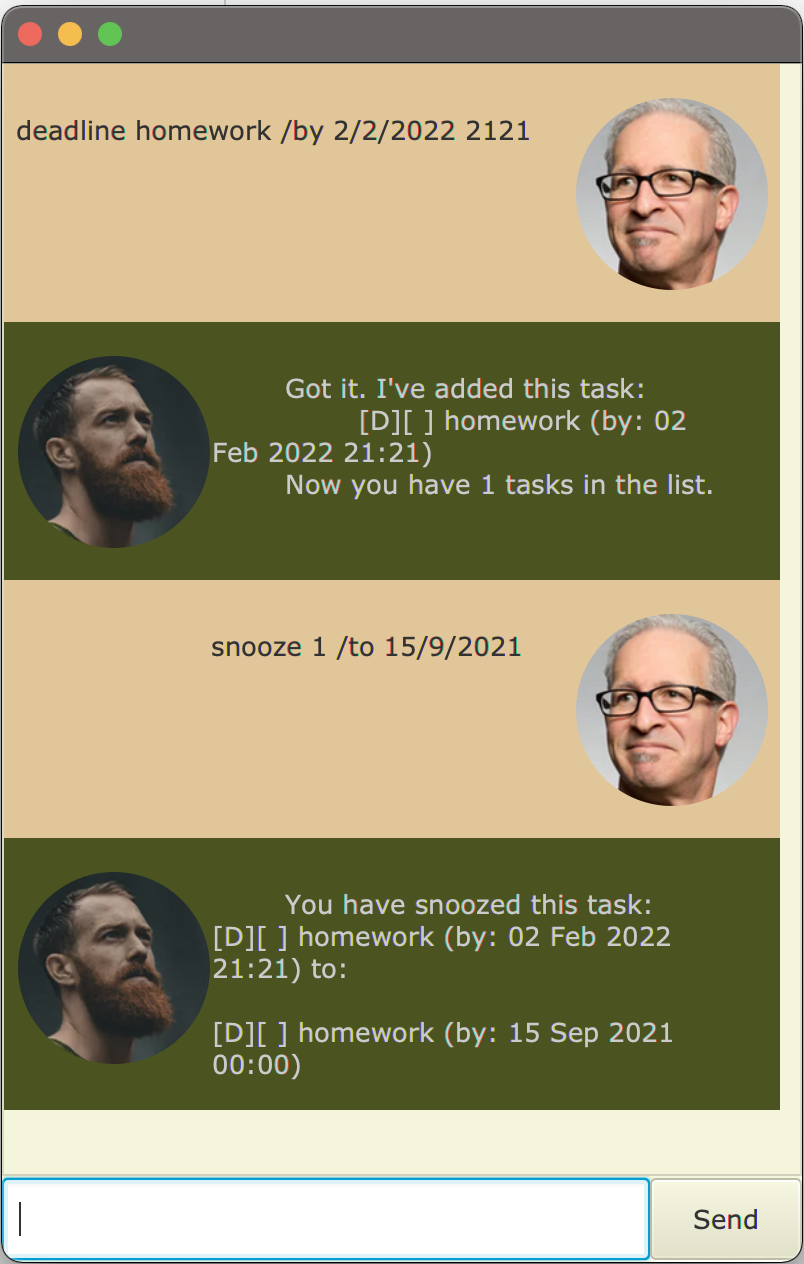 deadline homework /by 2/2/2022 2121
Got it. I've added this task:
[D][ ] homework (by: 02
Feb 2022 21:21)
Now you have 1 tasks in the list.
snooze 1 /to 15/9/2021
You have snoozed this task:
[D][ ] homework (by: 02 Feb 2022
21:21) to:
[D][ ] homework (by: 15 Sep 2021
00:00)
Send